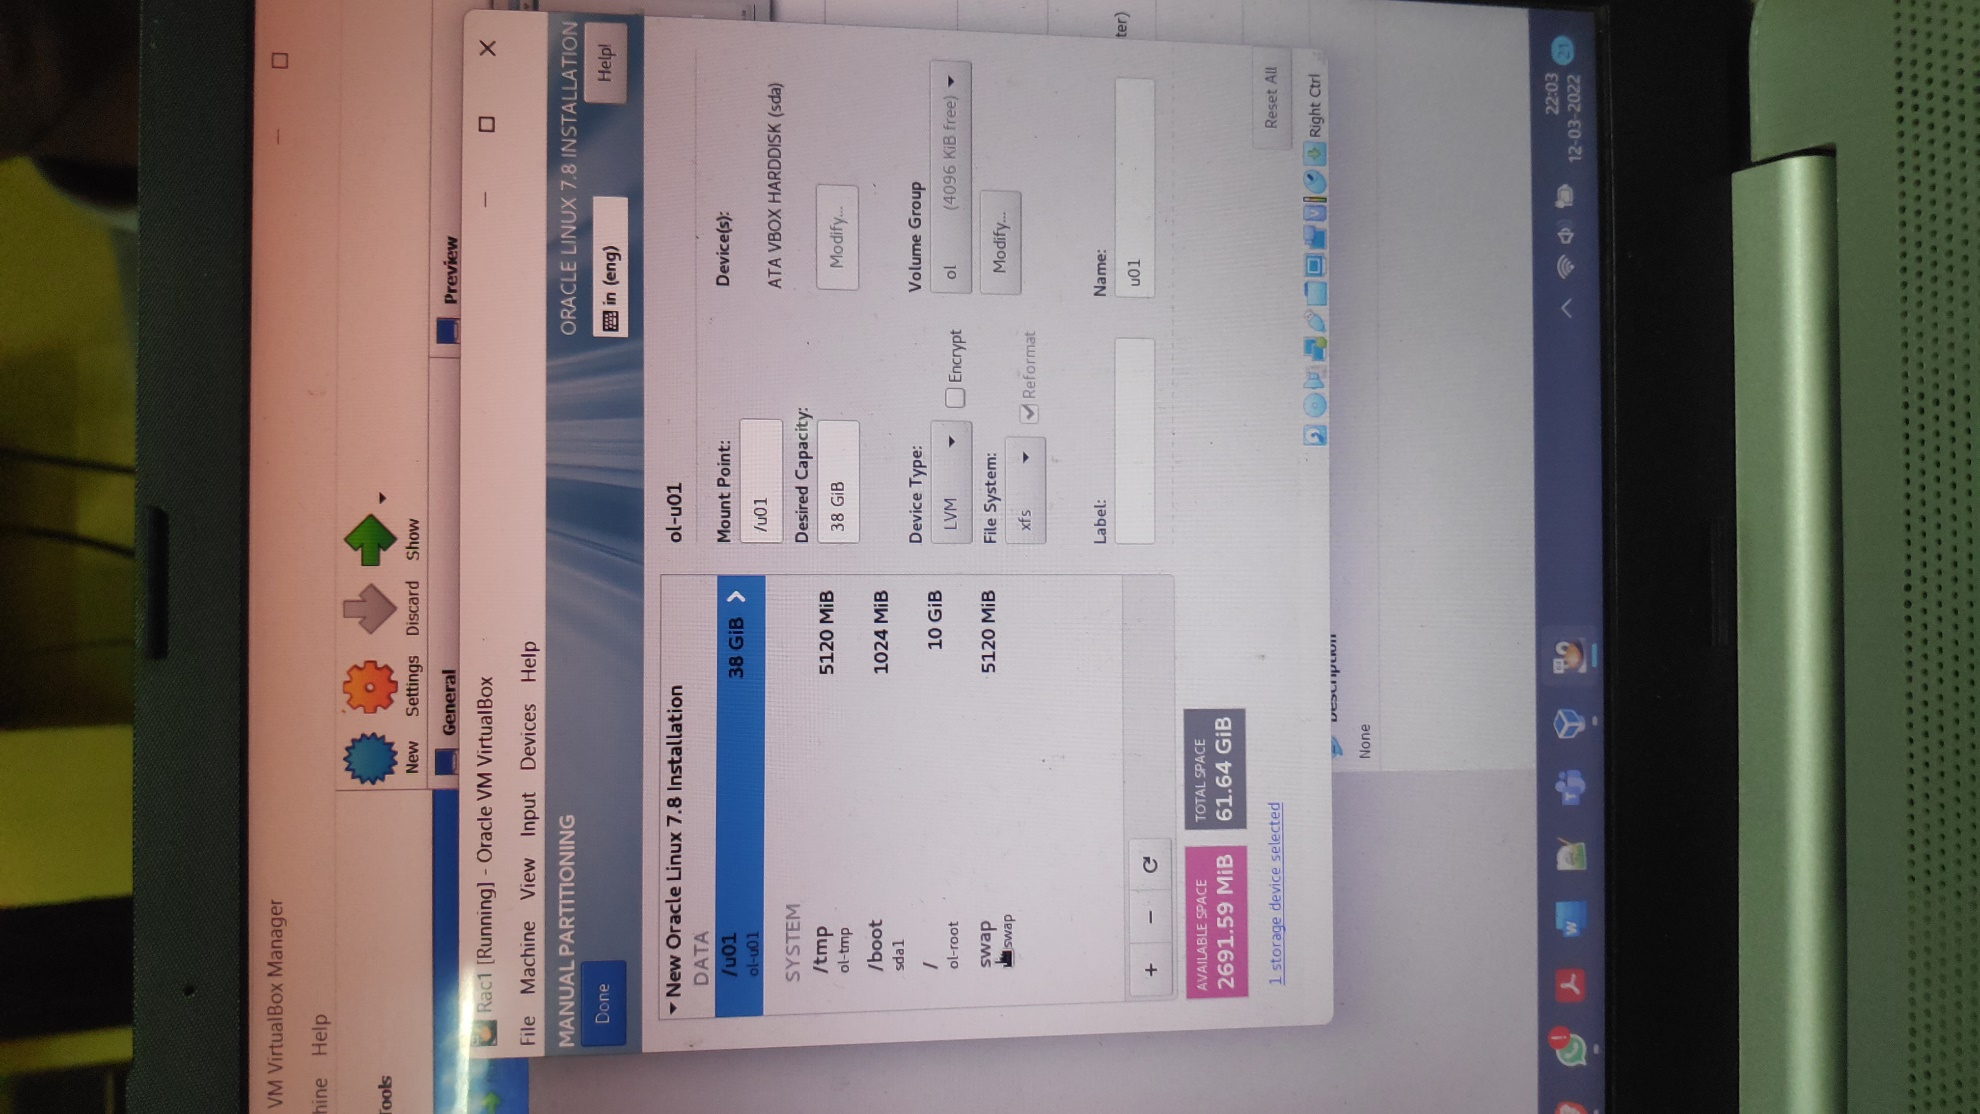 VM VirtualBox Manager
Help
Tools
New
Settings
Discard
Show
General
Preview
Rac1 [Running] - Oracle VM VirtualBox
File Machine View Input Devices Help
MANUAL PARTITIONING
ORACLE LINUX 7.8 INSTALLATION
Done
in (eng)
Help!
New Oracle Linux 7.8 Installation
DATA
/u01
38 GiB
ol-u01
SYSTEM
/tmp
5120 MiB
ol-tmp
/boot
1024 MiB
sda1
/
10 GiB
ol-root
swap
5120 MiB
swap
+ −
AVAILABLE SPACE
2691.59 MiB
TOTAL SPACE
61.64 GiB
1 storage device selected
ol-u01
Mount Point:
/u01
Desired Capacity:
38 GiB
Device(s):
ATA VBOX HARDDISK (sda)
Modify...
Device Type:
LVM
Encrypt
Volume Group
ol (4096 KiB free)
Modify...
File System:
xfs
Reformat
Label:
Name:
u01
Reset All
Right Ctrl
ter)
Description
None
22:03
12-03-2022
21